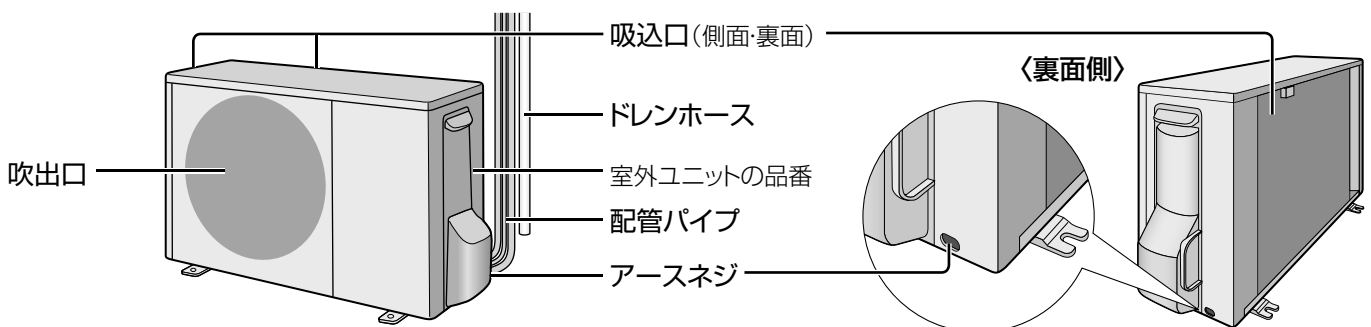 吸込口(側面·裏面)
〈裏面側〉
ドレンホース
吹出口
室外ユニットの品番
配管パイプ
アースネジ